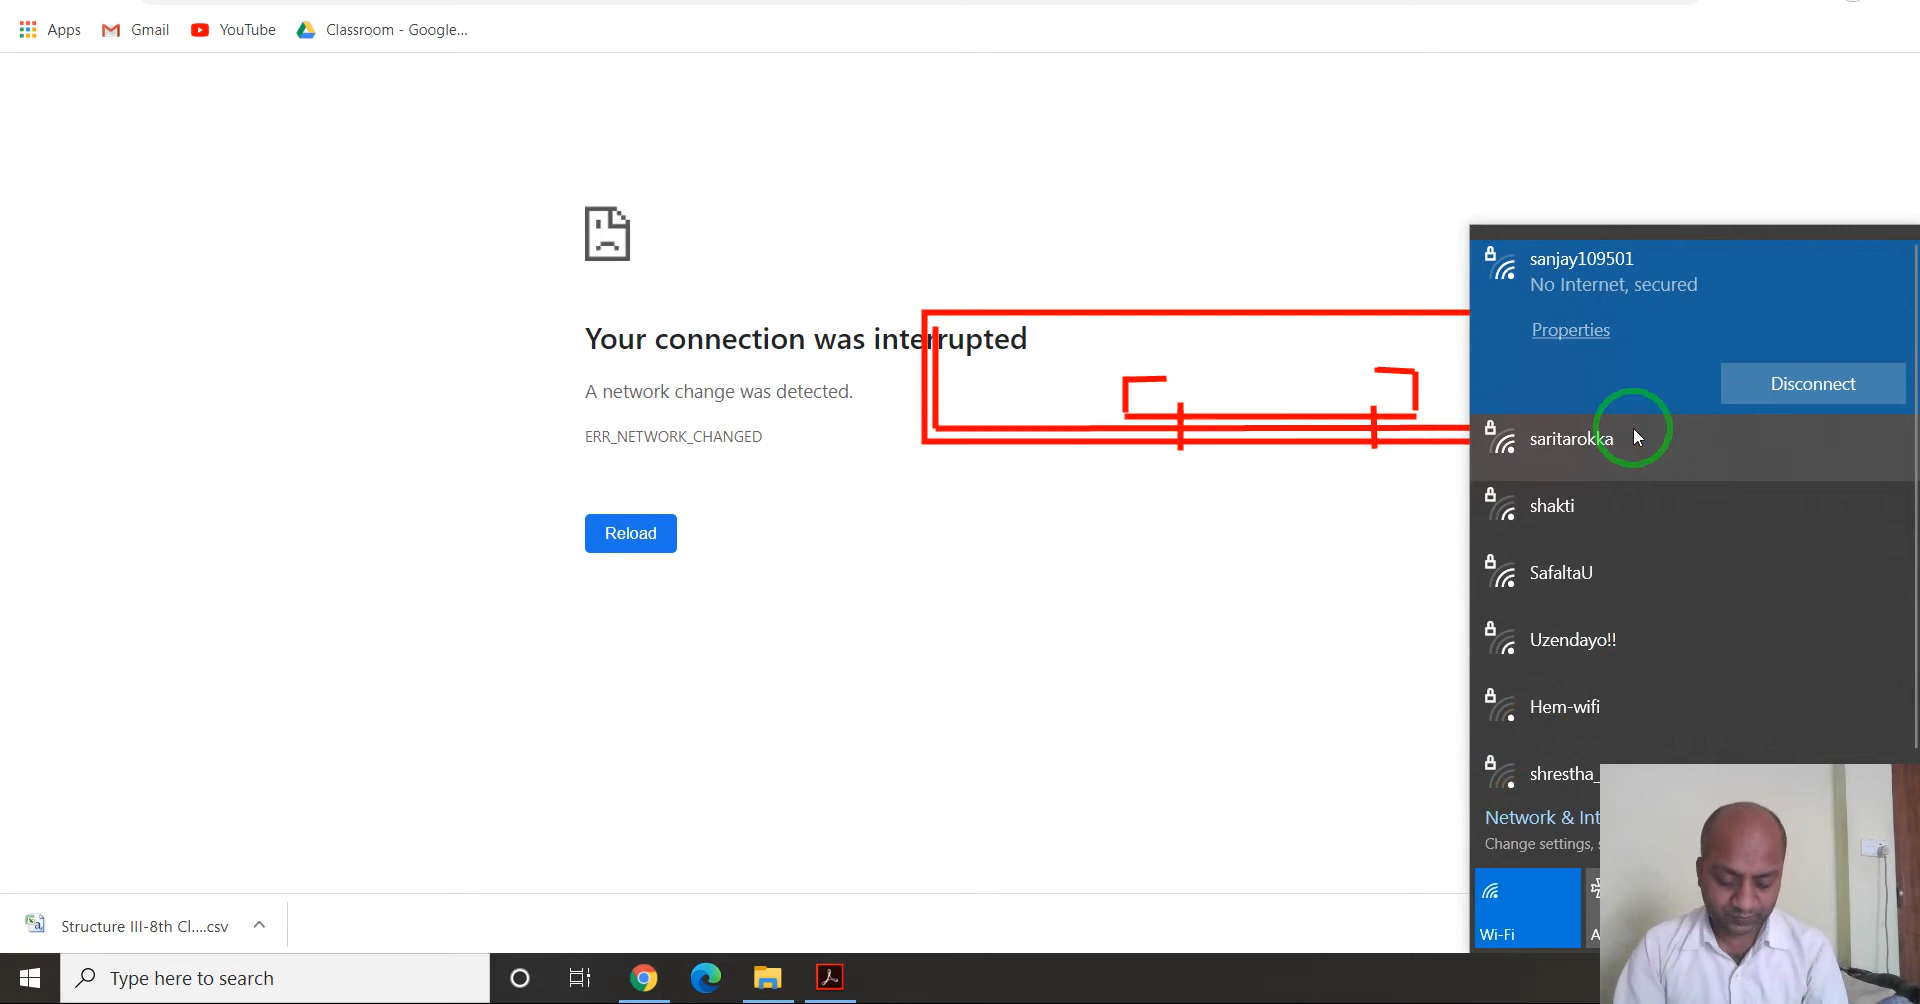 Apps Gmail YouTube Classroom - Google...
Your connection was interrupted
A network change was detected.
ERR_NETWORK_CHANGED
Reload
sanjay109501
No Internet, secured
Properties
Disconnect
saritarokka
shakti
SafaltaU
Uzendayo!!
Hem-wifi
shrestha_
Network & Int
Change settings, s
Wi-Fi
A
Structure III-8th Cl....csv
Type here to search